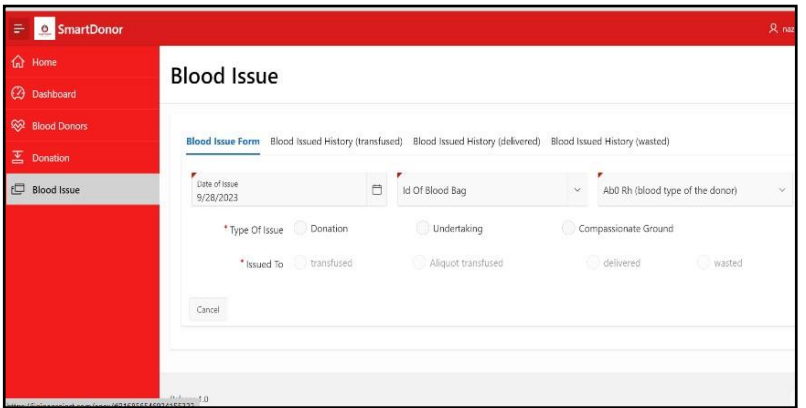 SmartDonor
naz
Home
Dashboard
Blood Donors
Donation
Blood Issue
Blood Issue
Blood Issue Form Blood Issued History (transfused) Blood Issued History (delivered) Blood Issued History (wasted)
Date of Issue
9/28/2023
Id Of Blood Bag
Ab0 Rh (blood type of the donor)
* Type Of Issue Donation Undertaking Compassionate Ground
* Issued To transfused Aliquot transfused delivered wasted
Cancel